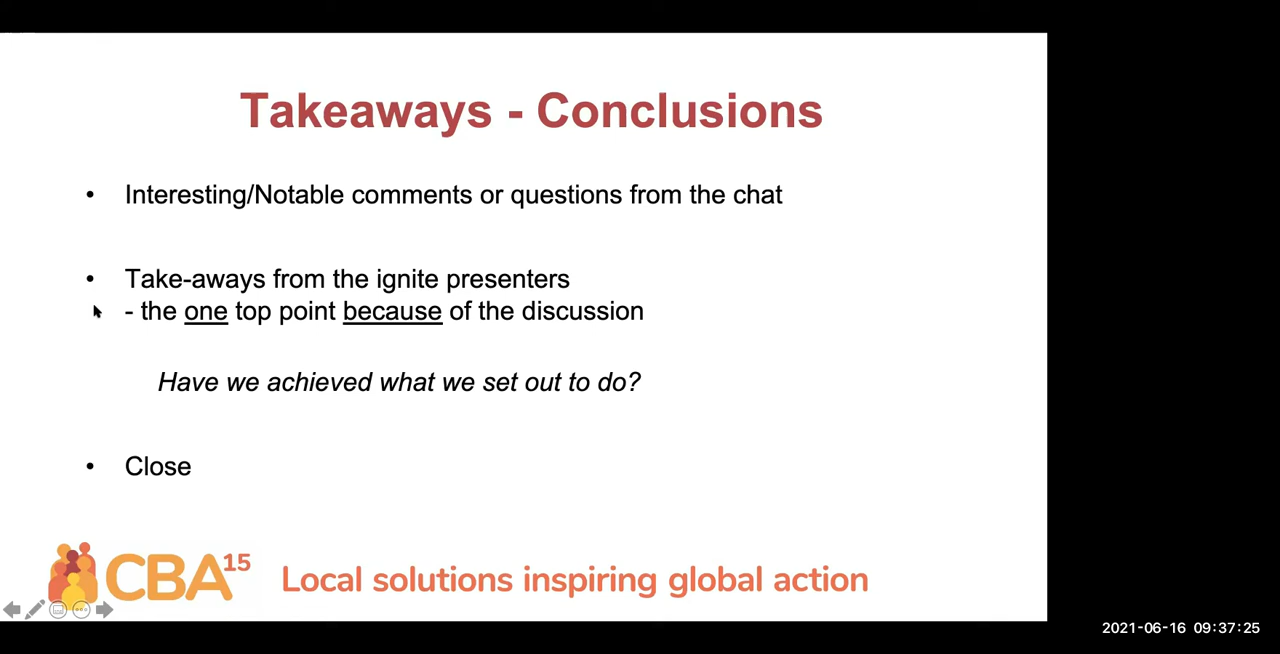 Takeaways - Conclusions
• Interesting/Notable comments or questions from the chat
• Take-aways from the ignite presenters
- the one top point because of the discussion
Have we achieved what we set out to do?
• Close
CBA15
Local solutions inspiring global action
2021-06-16 09:37:25